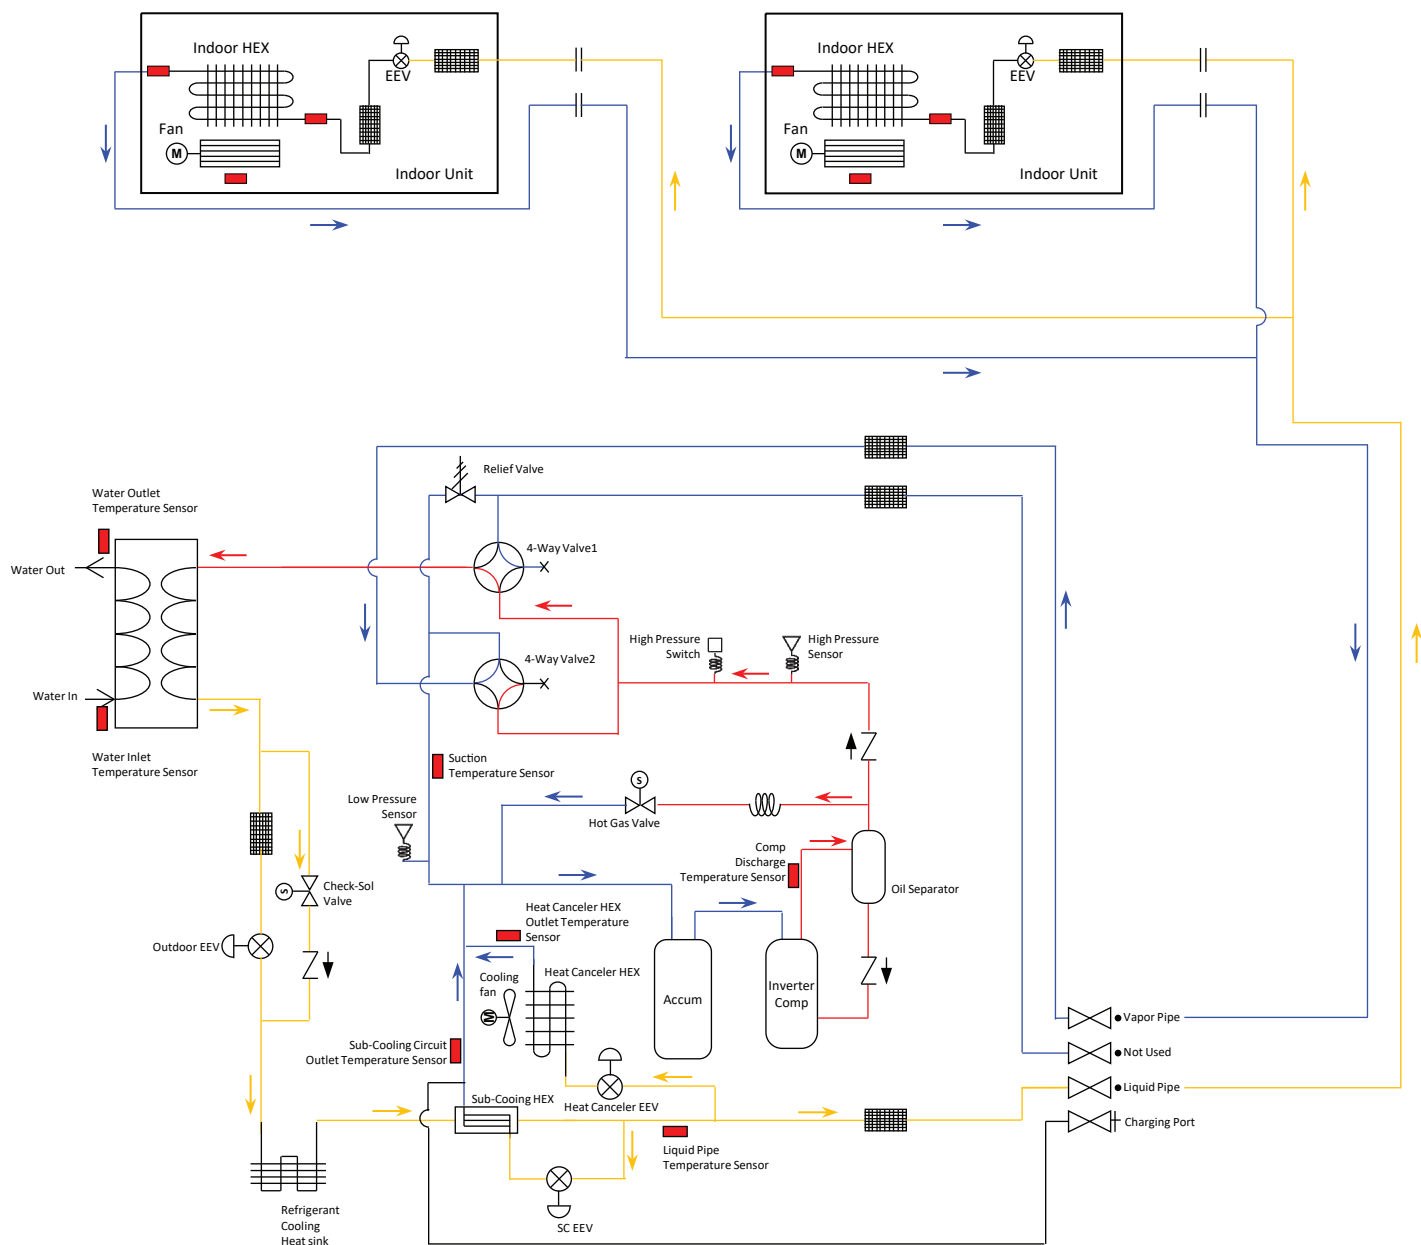 Indoor HEX
EEV
Fan
M
Indoor Unit
Indoor HEX
EEV
Fan
M
Indoor Unit
Relief Valve
Water Outlet
Temperature Sensor
4-Way Valve1
Water Out
High Pressure
Switch
High Pressure
Sensor
4-Way Valve2
Water In
Water Inlet
Temperature Sensor
Suction
Temperature Sensor
S
Low Pressure
Sensor
Hot Gas Valve
Comp
Discharge
Temperature Sensor
Oil Separator
S
Check-Sol
Valve
Heat Canceler HEX
Outlet Temperature
Sensor
Outdoor EEV
Heat Canceler HEX
Cooling
fan
M
Accum
Inverter
Comp
Vapor Pipe
Sub-Cooling Circuit
Outlet Temperature Sensor
Not Used
Liquid Pipe
Sub-Cooing HEX
Heat Canceler EEV
Charging Port
Liquid Pipe
Temperature Sensor
Refrigerant
Cooling
Heat sink
SC EEV